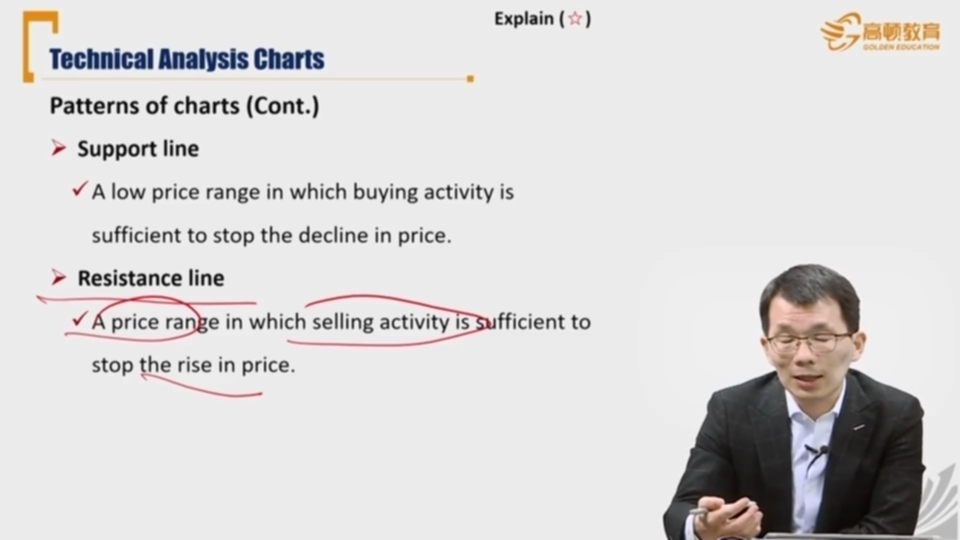 Explain (☆)
高顿教育
GOLDEN EDUCATION
Technical Analysis Charts
Patterns of charts (Cont.)
➢ Support line
✓ A low price range in which buying activity is
sufficient to stop the decline in price.
➢ Resistance line
✓ A price range in which selling activity is sufficient to
stop the rise in price.